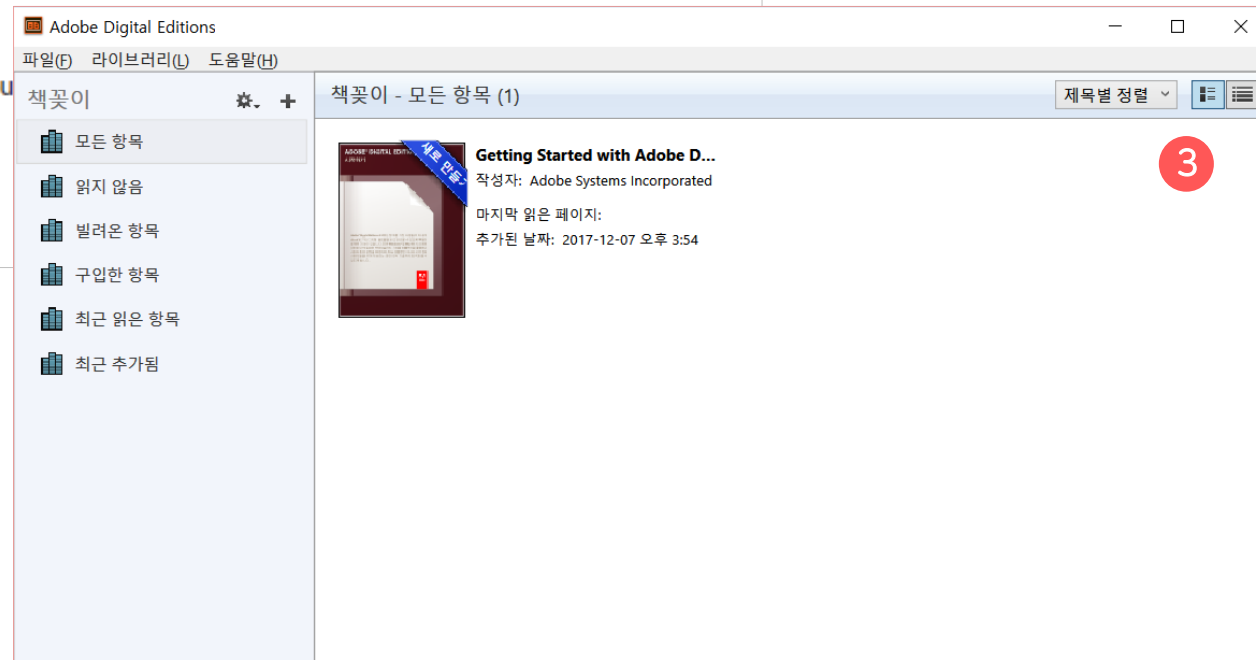 Adobe Digital Editions
파일(F) 라이브러리(L) 도움말(H)
u
책꽂이
책꽂이 - 모든 항목 (1)
제목별 정렬
모든 항목
읽지 않음
빌려온 항목
구입한 항목
최근 읽은 항목
최근 추가됨
새로 만들
Getting Started with Adobe D...
작성자: Adobe Systems Incorporated
마지막 읽은 페이지:
추가된 날짜: 2017-12-07 오후 3:54
3